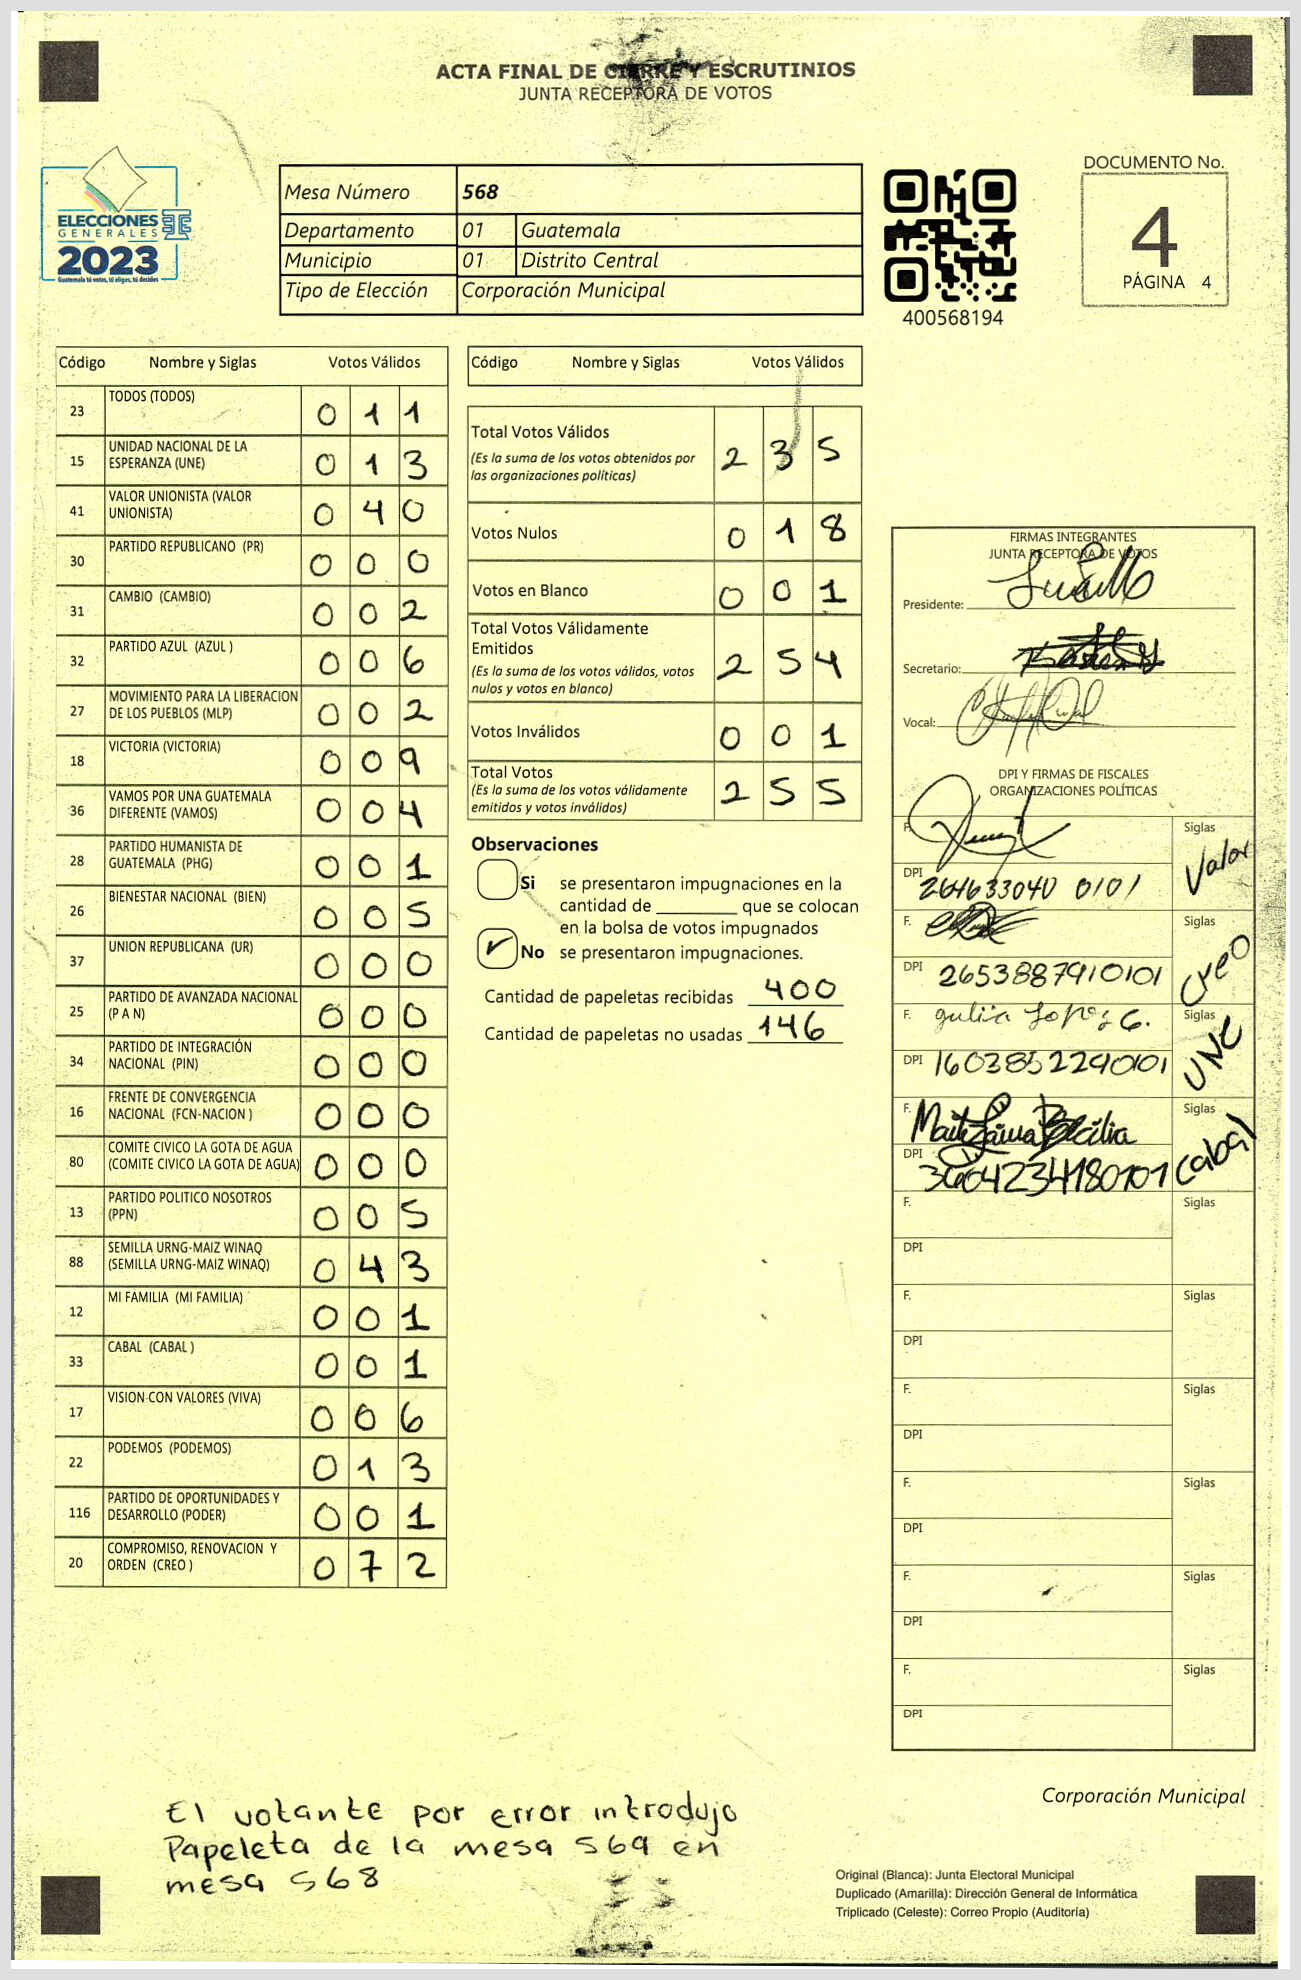 ACTA FINAL DE CIERRE Y ESCRUTINIOS
JUNTA RECEPTORA DE VOTOS
ELECCIONES
GENERALES
2023
Guatemala tú votas, tú eliges, tú decides
Mesa Número 568
Departamento 01 Guatemala
Municipio 01 Distrito Central
Tipo de Elección Corporación Municipal
400568194
DOCUMENTO No.
4
PÁGINA 4
Código Nombre y Siglas Votos Válidos
23 TODOS (TODOS) 0 1 1
15 UNIDAD NACIONAL DE LA
ESPERANZA (UNE) 0 1 3
41 VALOR UNIONISTA (VALOR
UNIONISTA) 0 4 0
30 PARTIDO REPUBLICANO (PR) 0 0 0
31 CAMBIO (CAMBIO) 0 0 2
32 PARTIDO AZUL (AZUL ) 0 0 6
27 MOVIMIENTO PARA LA LIBERACION
DE LOS PUEBLOS (MLP) 0 0 2
18 VICTORIA (VICTORIA) 0 0 9
36 VAMOS POR UNA GUATEMALA
DIFERENTE (VAMOS) 0 0 4
28 PARTIDO HUMANISTA DE
GUATEMALA (PHG) 0 0 1
26 BIENESTAR NACIONAL (BIEN) 0 0 5
37 UNION REPUBLICANA (UR) 0 0 0
25 PARTIDO DE AVANZADA NACIONAL
(P A N) 0 0 0
34 PARTIDO DE INTEGRACIÓN
NACIONAL (PIN) 0 0 0
16 FRENTE DE CONVERGENCIA
NACIONAL (FCN-NACION ) 0 0 0
80 COMITE CIVICO LA GOTA DE AGUA
(COMITE CIVICO LA GOTA DE AGUA) 0 0 0
13 PARTIDO POLITICO NOSOTROS
(PPN) 0 0 5
88 SEMILLA URNG-MAIZ WINAQ
(SEMILLA URNG-MAIZ WINAQ) 0 4 3
12 MI FAMILIA (MI FAMILIA) 0 0 1
33 CABAL (CABAL ) 0 0 1
17 VISION CON VALORES (VIVA) 0 0 6
22 PODEMOS (PODEMOS) 0 1 3
116 PARTIDO DE OPORTUNIDADES Y
DESARROLLO (PODER) 0 0 1
20 COMPROMISO, RENOVACION Y
ORDEN (CREO ) 0 7 2
Código Nombre y Siglas Votos Válidos
Total Votos Válidos 2 3 5
(Es la suma de los votos obtenidos por
las organizaciones políticas)
Votos Nulos 0 1 8
Votos en Blanco 0 0 1
Total Votos Válidamente
Emitidos 2 5 4
(Es la suma de los votos válidos, votos
nulos y votos en blanco)
Votos Inválidos 0 0 1
Total Votos 2 5 5
(Es la suma de los votos válidamente
emitidos y votos inválidos)
Observaciones
Si se presentaron impugnaciones en la
cantidad de ________ que se colocan
en la bolsa de votos impugnados
✓ No se presentaron impugnaciones.
Cantidad de papeletas recibidas 400
Cantidad de papeletas no usadas 146
FIRMAS INTEGRANTES
JUNTA RECEPTORA DE VOTOS
Presidente:
Secretario:
Vocal:
DPI Y FIRMAS DE FISCALES
ORGANIZACIONES POLÍTICAS
F. Siglas Valor
DPI 264633040 0101
F. Siglas Creo
DPI 2653887910101
F. Julia Lopez G. Siglas UNE
DPI 1603852290101
F. Siglas Cabal
DPI 3604234180101
F. Siglas
DPI
F. Siglas
DPI
F. Siglas
DPI
F. Siglas
DPI
F. Siglas
DPI
F. Siglas
DPI
Corporación Municipal
El votante por error introdujo
Papeleta de la mesa 569 en
mesa 568
Original (Blanca): Junta Electoral Municipal
Duplicado (Amarilla): Dirección General de Informática
Triplicado (Celeste): Correo Propio (Auditoría)